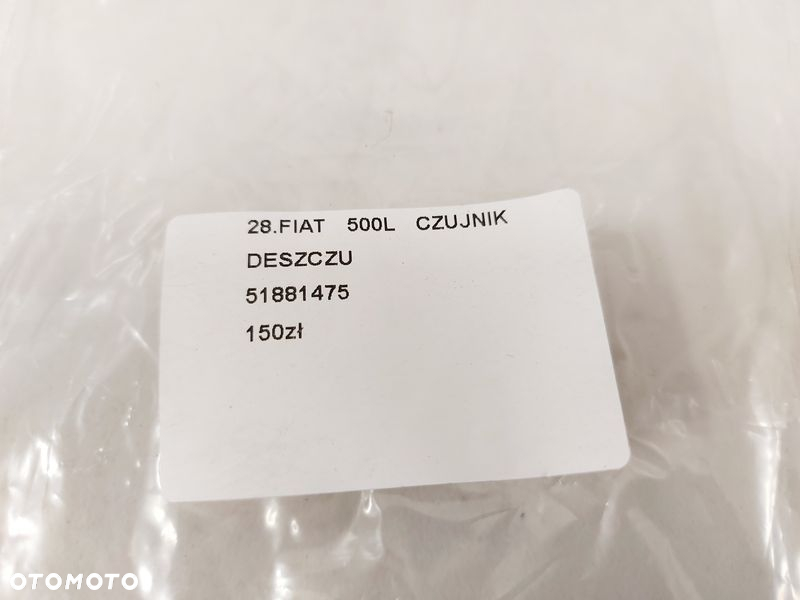 28.FIAT 500L CZUJNIK
DESZCZU
51881475
150zł
OTOMOTO